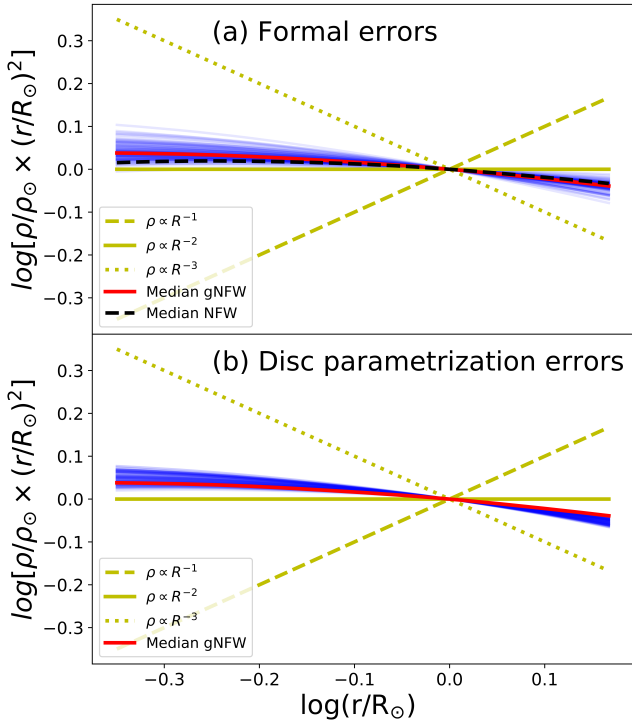 (a) Formal errors
log[ρ/ρ⊙ × (r/R⊙)²]
0.3
0.2
0.1
0.0
−0.1
−0.2
−0.3
ρ ∝ R⁻¹
ρ ∝ R⁻²
ρ ∝ R⁻³
Median gNFW
Median NFW
(b) Disc parametrization errors
log[ρ/ρ⊙ × (r/R⊙)²]
0.3
0.2
0.1
0.0
−0.1
−0.2
−0.3
ρ ∝ R⁻¹
ρ ∝ R⁻²
ρ ∝ R⁻³
Median gNFW
−0.3 −0.2 −0.1 0.0 0.1
log(r/R⊙)